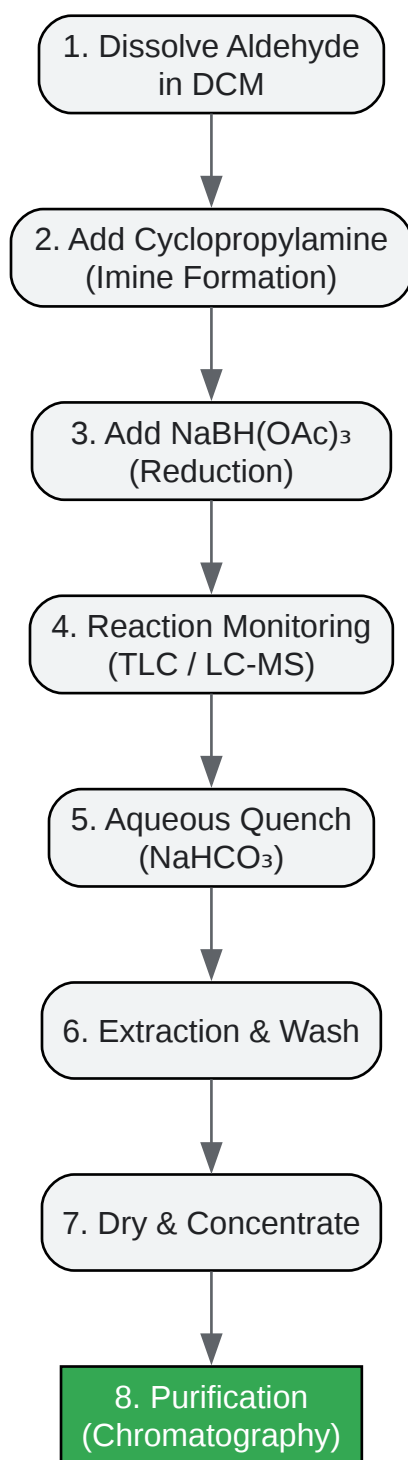 1. Dissolve Aldehyde
in DCM
2. Add Cyclopropylamine
(Imine Formation)
3. Add NaBH(OAc)₃
(Reduction)
4. Reaction Monitoring
(TLC / LC-MS)
5. Aqueous Quench
(NaHCO₃)
6. Extraction & Wash
7. Dry & Concentrate
8. Purification
(Chromatography)